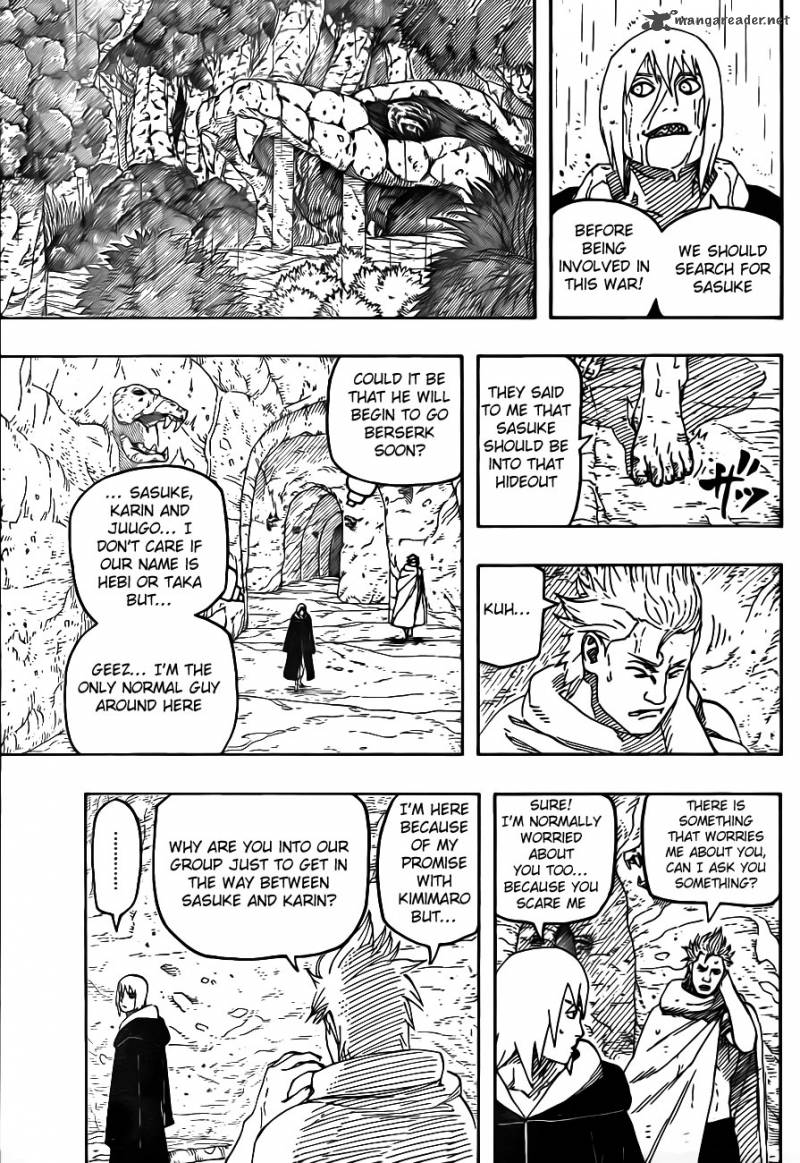 mangareader.net
WE SHOULD
SEARCH FOR
SASUKE
BEFORE
BEING
INVOLVED IN
THIS WAR!
THEY SAID
TO ME THAT
SASUKE
SHOULD BE
INTO THAT
HIDEOUT
ザッ
KUH...
COULD IT BE
THAT HE WILL
BEGIN TO GO
BERSERK
SOON?
... SASUKE,
KARIN AND
JUUGO... I
DON'T CARE IF
OUR NAME IS
HEBI OR TAKA
BUT...
GEEZ... I'M THE
ONLY NORMAL GUY
AROUND HERE
THERE IS
SOMETHING
THAT WORRIES
ME ABOUT YOU,
CAN I ASK YOU
SOMETHING?
SURE!
I'M NORMALLY
WORRIED
ABOUT
YOU TOO...
BECAUSE YOU
SCARE ME
I'M HERE
BECAUSE
OF MY
PROMISE
WITH
KIMIMARO
BUT...
WHY ARE YOU INTO OUR
GROUP JUST TO GET IN
THE WAY BETWEEN
SASUKE AND KARIN?
.........